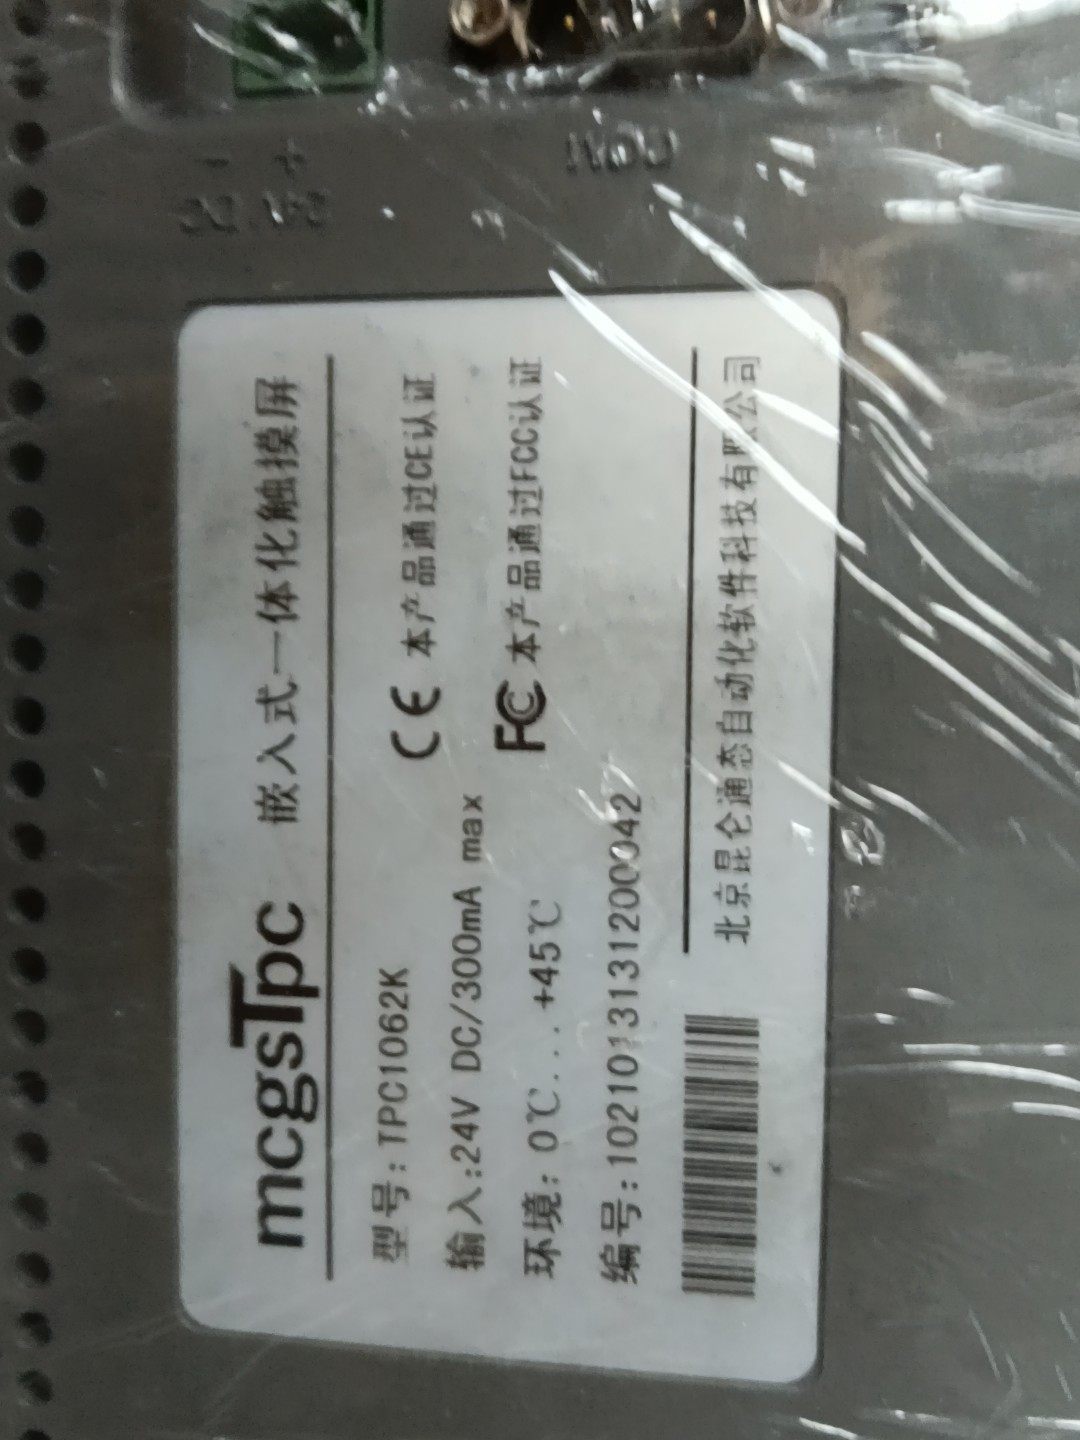 - +
COM
mcgsTpc 嵌入式一体化触摸屏
型号: TPC1062K
输入:24V DC/300mA max
CE 本产品通过CE认证
环境: 0℃....+45℃
FC 本产品通过FCC认证
编号:1021013131200042
北京昆仑通态自动化软件科技有限公司